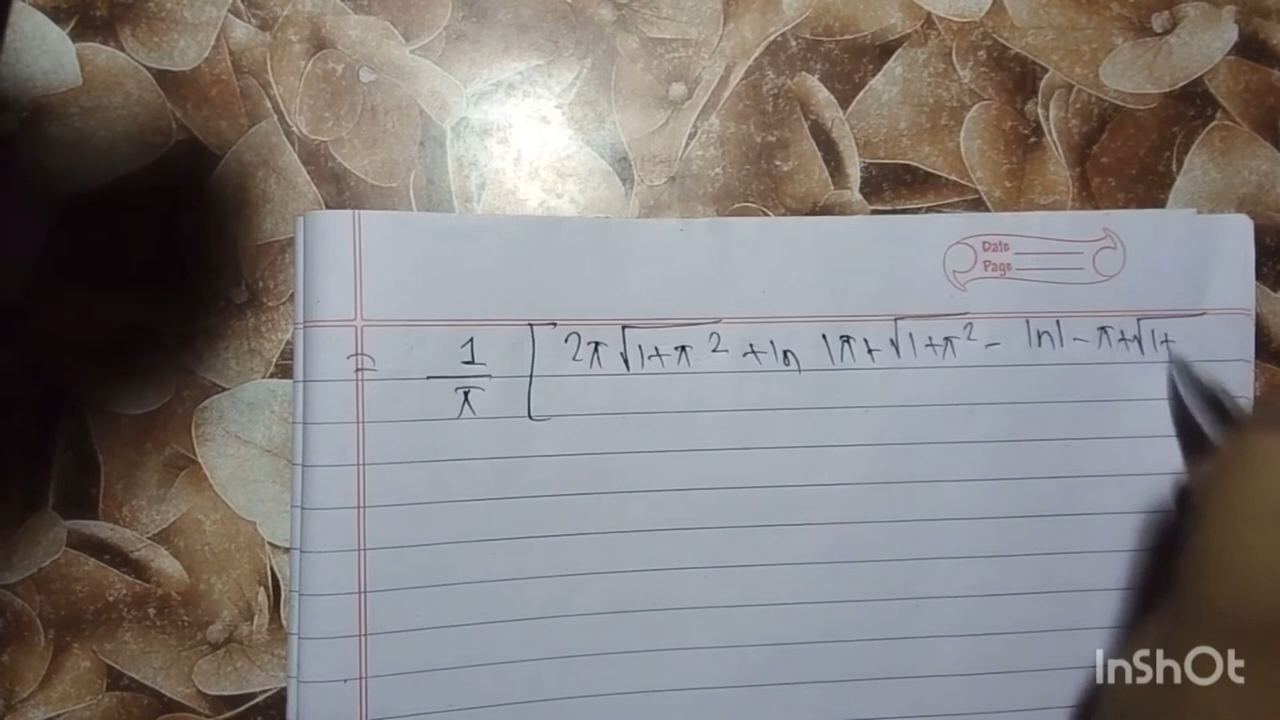 Date
Page
= 1/π [ 2π √1+π² + ln |π + √1+π² - ln| - π + √1+
InShOt